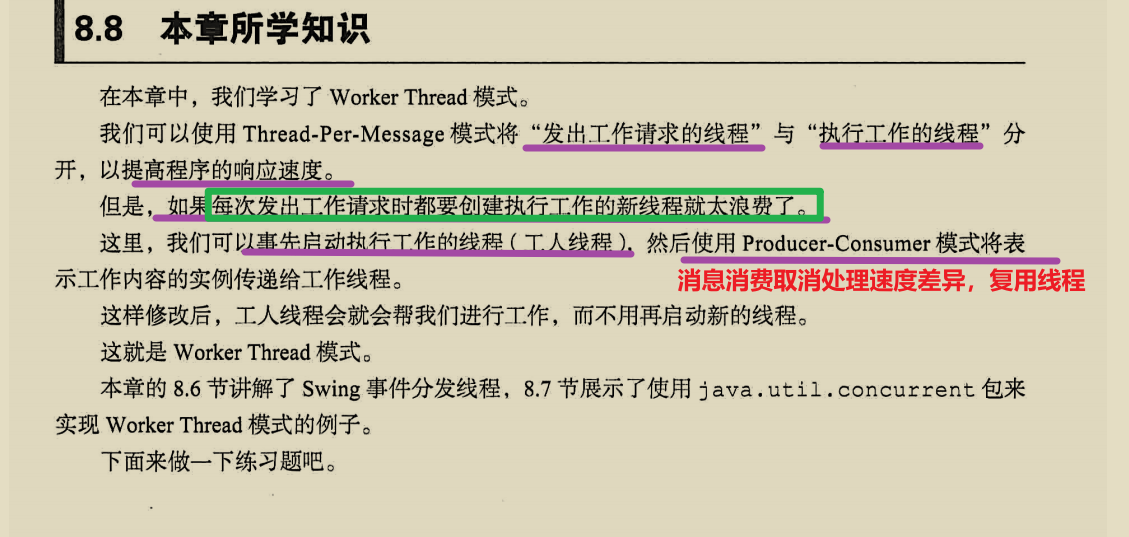 8.8 本章所学知识
在本章中，我们学习了 Worker Thread 模式。
我们可以使用 Thread-Per-Message 模式将“发出工作请求的线程”与“执行工作的线程”分
开，以提高程序的响应速度。
但是，如果每次发出工作请求时都要创建执行工作的新线程就太浪费了。
这里，我们可以事先启动执行工作的线程（工人线程），然后使用 Producer-Consumer 模式将表
示工作内容的实例传递给工作线程。
消息消费取消处理速度差异，复用线程
这样修改后，工人线程会就会帮我们进行工作，而不用再启动新的线程。
这就是 Worker Thread 模式。
本章的 8.6 节讲解了 Swing 事件分发线程，8.7 节展示了使用 java.util.concurrent 包来
实现 Worker Thread 模式的例子。
下面来做一下练习题吧。